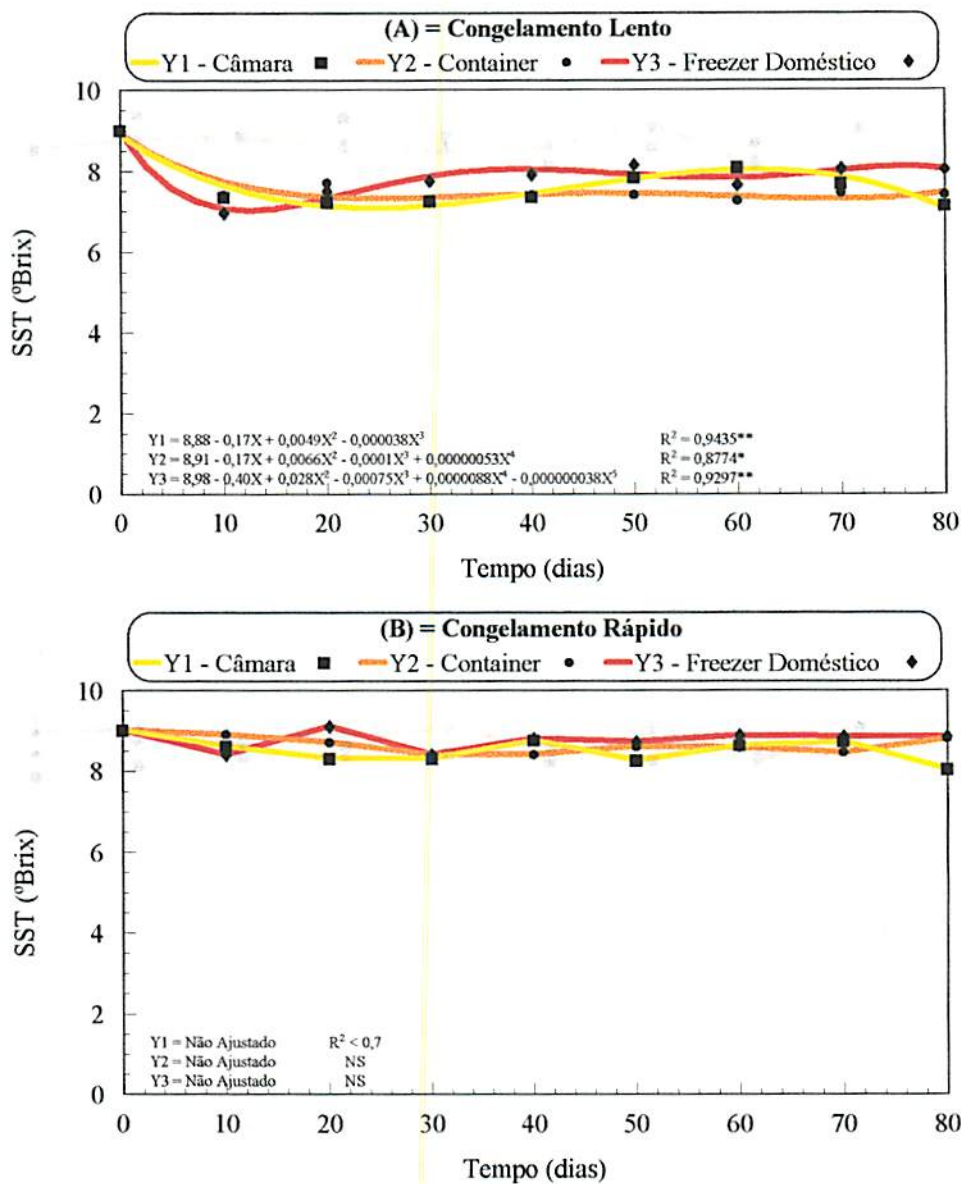 (A) = Congelamento Lento
Y1 - Câmara Y2 - Container Y3 - Freezer Doméstico
10
8
6
4
2
0
SST (ºBrix)
Y1 = 8,88 - 0,17X + 0,0049X² - 0,000038X³ R² = 0,9435**
Y2 = 8,91 - 0,17X + 0,0066X² - 0,0001X³ + 0,00000053X⁴ R² = 0,8774*
Y3 = 8,98 - 0,40X + 0,028X² - 0,00075X³ + 0,0000088X⁴ - 0,000000038X⁵ R² = 0,9297**
0 10 20 30 40 50 60 70 80
Tempo (dias)
(B) = Congelamento Rápido
Y1 - Câmara Y2 - Container Y3 - Freezer Doméstico
10
8
6
4
2
0
SST (ºBrix)
Y1 = Não Ajustado R² < 0,7
Y2 = Não Ajustado NS
Y3 = Não Ajustado NS
0 10 20 30 40 50 60 70 80
Tempo (dias)